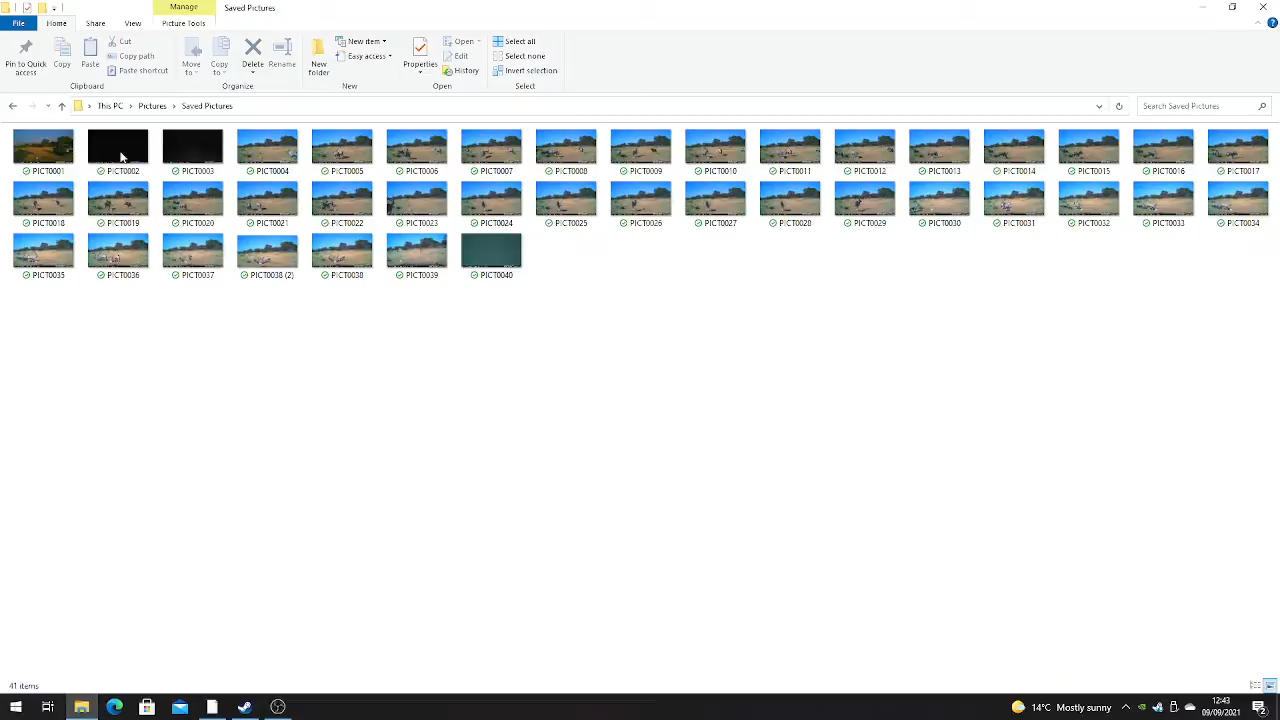 Manage
Saved Pictures
File
Home
Share
View
Picture Tools
Pin to Quick access
Copy
Paste
Cut
Copy path
Paste shortcut
Clipboard
Move to
Copy to
Delete
Rename
Organize
New folder
New item
Easy access
New
Properties
Open
Edit
History
Open
Select all
Select none
Invert selection
Select
This PC > Pictures > Saved Pictures
Search Saved Pictures
PICT0001 PICT0002 PICT0003 PICT0004 PICT0005 PICT0006 PICT0007 PICT0008 PICT0009 PICT0010 PICT0011 PICT0012 PICT0013 PICT0014 PICT0015 PICT0016 PICT0017
PICT0018 PICT0019 PICT0020 PICT0021 PICT0022 PICT0023 PICT0024 PICT0025 PICT0026 PICT0027 PICT0028 PICT0029 PICT0030 PICT0031 PICT0032 PICT0033 PICT0034
PICT0035 PICT0036 PICT0037 PICT0038 (2) PICT0038 PICT0039 PICT0040
41 items
14°C Mostly sunny
12:43
09/09/2021
2